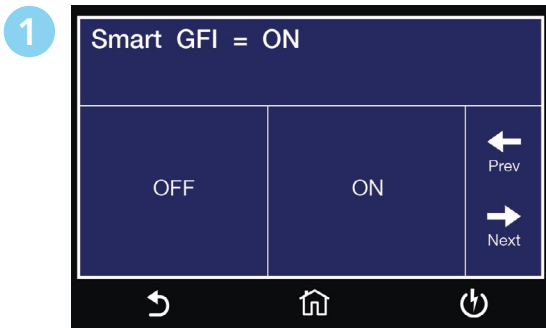 1
Smart GFI = ON
OFF
ON
Prev
Next